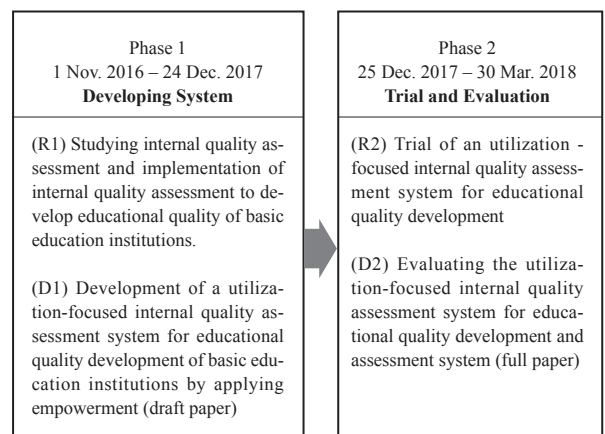 Phase 1
1 Nov. 2016 – 24 Dec. 2017
Developing System
(R1) Studying internal quality as-
sessment and implementation of
internal quality assessment to de-
velop educational quality of basic
education institutions.
(D1) Development of a utiliza-
tion-focused internal quality as-
sessment system for educational
quality development of basic edu-
cation institutions by applying
empowerment (draft paper)
Phase 2
25 Dec. 2017 – 30 Mar. 2018
Trial and Evaluation
(R2) Trial of an utilization -
focused internal quality assess-
ment system for educational
quality development
(D2) Evaluating the utiliza-
tion-focused internal quality
assessment system for educa-
tional quality development and
assessment system (full paper)